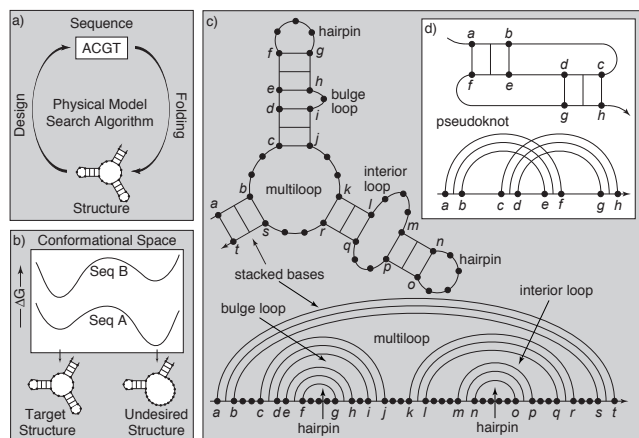 a)
Sequence
ACGT
Design
Physical Model
Search Algorithm
Folding
Structure
b) Conformational Space
ΔG
Seq B
Seq A
Target
Structure
Undesired
Structure
c)
hairpin
f g
e h
d i
bulge
loop
c j
multiloop
interior
loop
a b k l
t s r q
m n
p o
hairpin
stacked bases
bulge loop
multiloop
interior loop
a b c d e f g h i j k l m n o p q r s t
hairpin
hairpin
d)
a b
d c
f e
g h
pseudoknot
a b c d e f g h